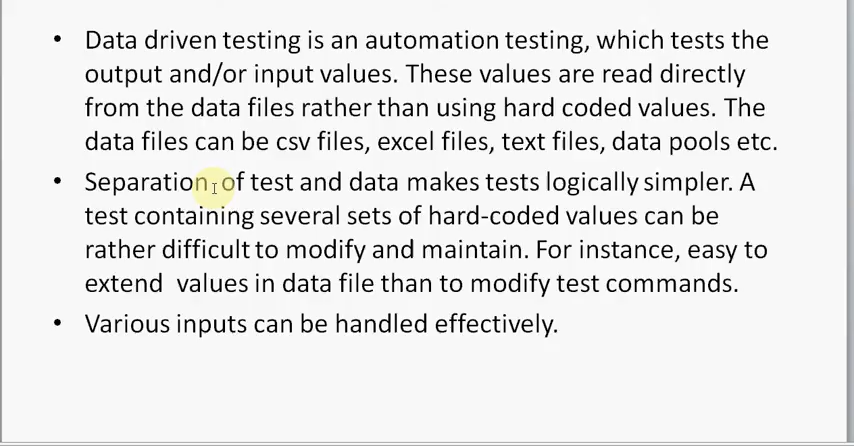 • Data driven testing is an automation testing, which tests the
output and/or input values. These values are read directly
from the data files rather than using hard coded values. The
data files can be csv files, excel files, text files, data pools etc.
• Separation of test and data makes tests logically simpler. A
test containing several sets of hard-coded values can be
rather difficult to modify and maintain. For instance, easy to
extend  values in data file than to modify test commands.
• Various inputs can be handled effectively.